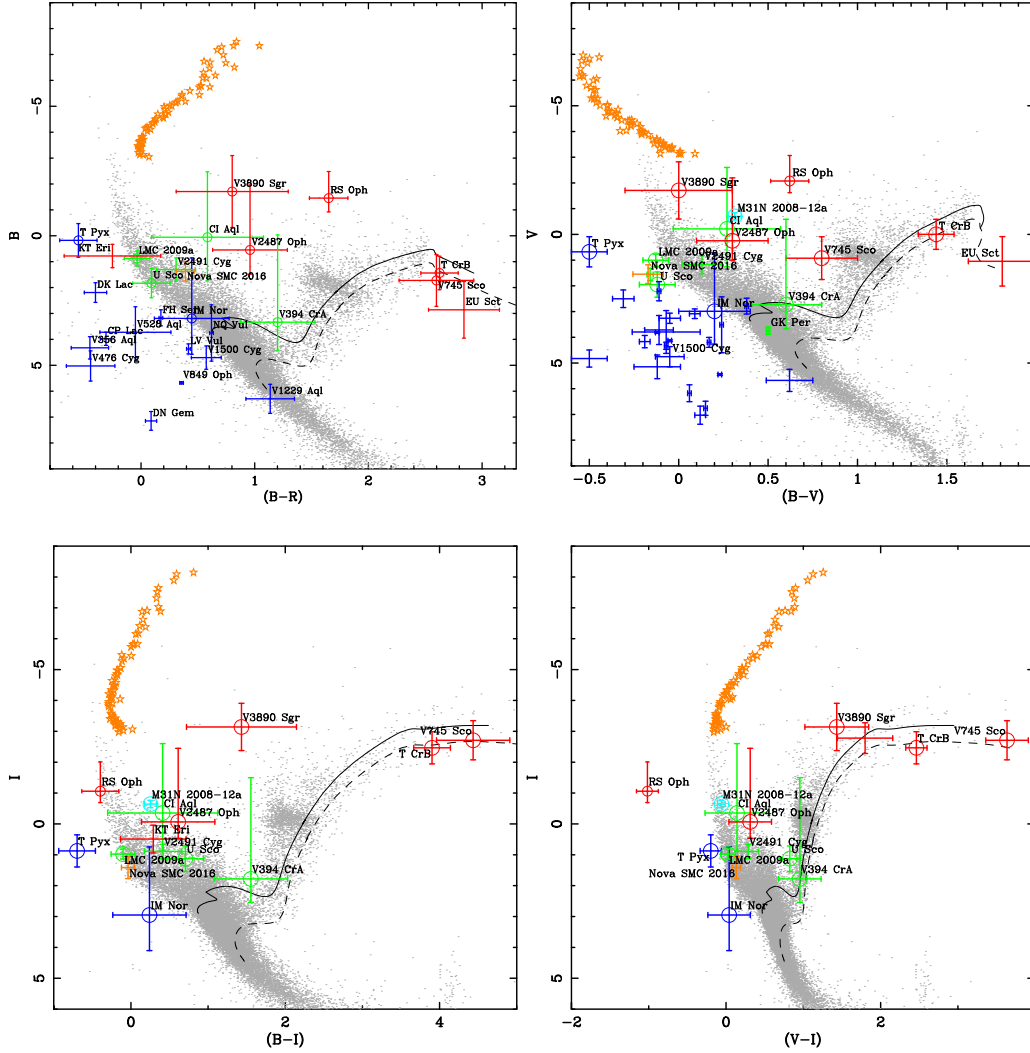 V3890 Sgr
RS Oph
CI Aql
T Pyx
KT Eri
LMC 2009a
V2487 Oph
V2491 Cyg
Nova SMC 2016
U Sco
T CrB
V745 Sco
DK Lac
EU Sct
FH Ser
IM Nor
V394 CrA
CP Lac
V528 Aql
NQ Vul
V356 Aql
LV Vul
V1500 Cyg
V476 Cyg
V849 Oph
V1229 Aql
DN Gem
B
-5
0
5
0 1 2 3
(B-R)
V3890 Sgr
RS Oph
M31N 2008-12a
CI Aql
T CrB
T Pyx
V2487 Oph
LMC 2009a
V745 Sco
V2491 Cyg
Nova SMC 2016
EU Sct
U Sco
IM Nor
V394 CrA
GK Per
V1500 Cyg
V
-5
0
5
-0.5 0 0.5 1 1.5
(B-V)
V3890 Sgr
V745 Sco
T CrB
RS Oph
M31N 2008-12a
CI Aql
V2487 Oph
KT Eri
T Pyx
V2491 Cyg
U Sco
LMC 2009a
Nova SMC 2016
V394 CrA
IM Nor
I
-5
0
5
0 2 4
(B-I)
V3890 Sgr
V745 Sco
T CrB
RS Oph
M31N 2008-12a
CI Aql
V2487 Oph
V2491 Cyg
T Pyx
U Sco
LMC 2009a
Nova SMC 2016
V394 CrA
IM Nor
I
-5
0
5
-2 0 2
(V-I)